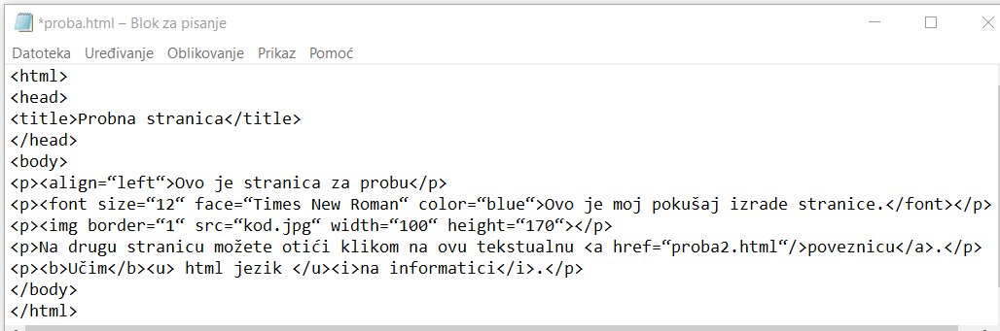 *proba.html – Blok za pisanje
Datoteka Uređivanje Oblikovanje Prikaz Pomoć
<html>
<head>
<title>Probna stranica</title>
</head>
<body>
<p><align=“left“>Ovo je stranica za probu</p>
<p><font size=“12“ face=“Times New Roman“ color=“blue“>Ovo je moj pokušaj izrade stranice.</font></p>
<p><img border=“1“ src=“kod.jpg“ width=“100“ height=“170“></p>
<p>Na drugu stranicu možete otići klikom na ovu tekstualnu <a href=“proba2.html“/>poveznicu</a>.</p>
<p><b>Učim</b><u> html jezik </u><i>na informatici</i>.</p>
</body>
</html>